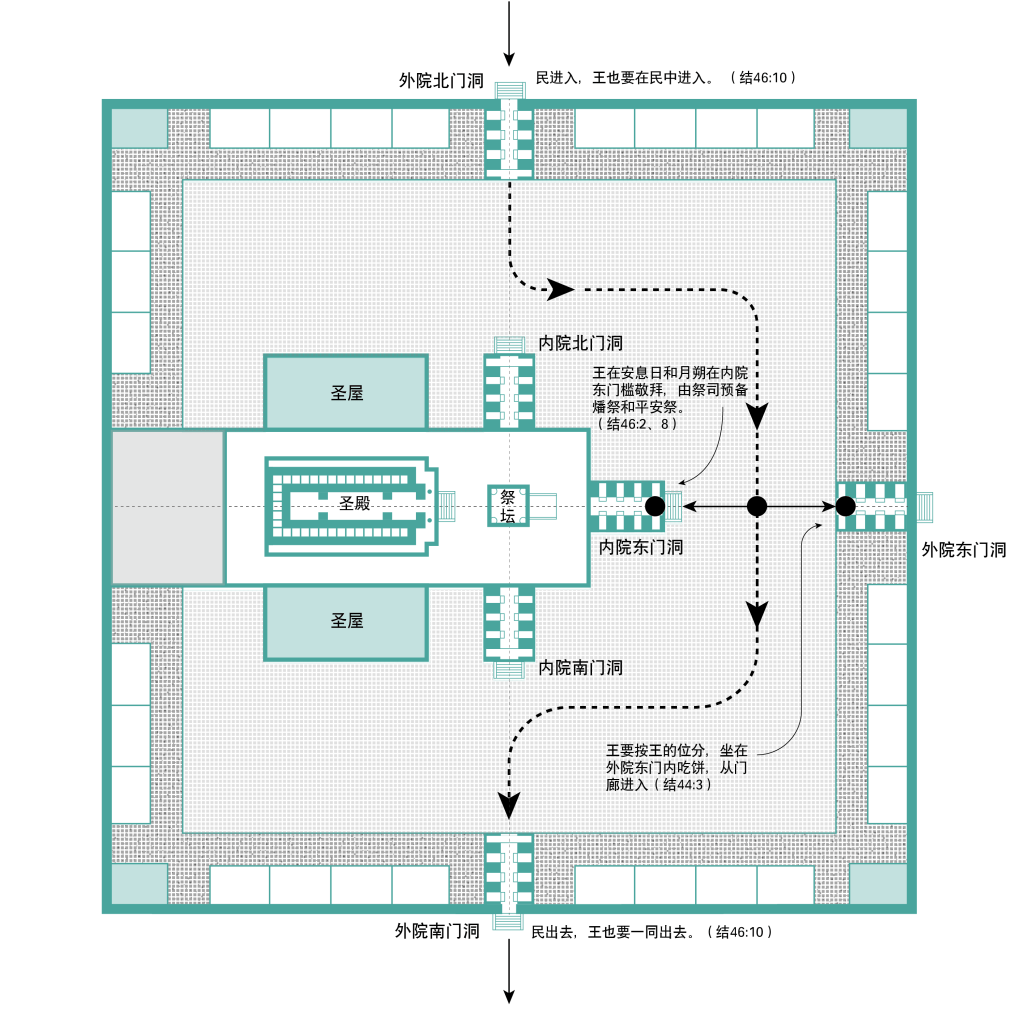 外院北门洞
民进入，王也要在民中进入。（结46:10）
内院北门洞
王在安息日和月朔在内院
东门槛敬拜，由祭司预备
燔祭和平安祭。
（结46:2、8）
圣屋
圣殿
祭
坛
内院东门洞
外院东门洞
圣屋
内院南门洞
王要按王的位分，坐在
外院东门内吃饼，从门
廊进入（结44:3）
外院南门洞
民出去，王也要一同出去。（结46:10）